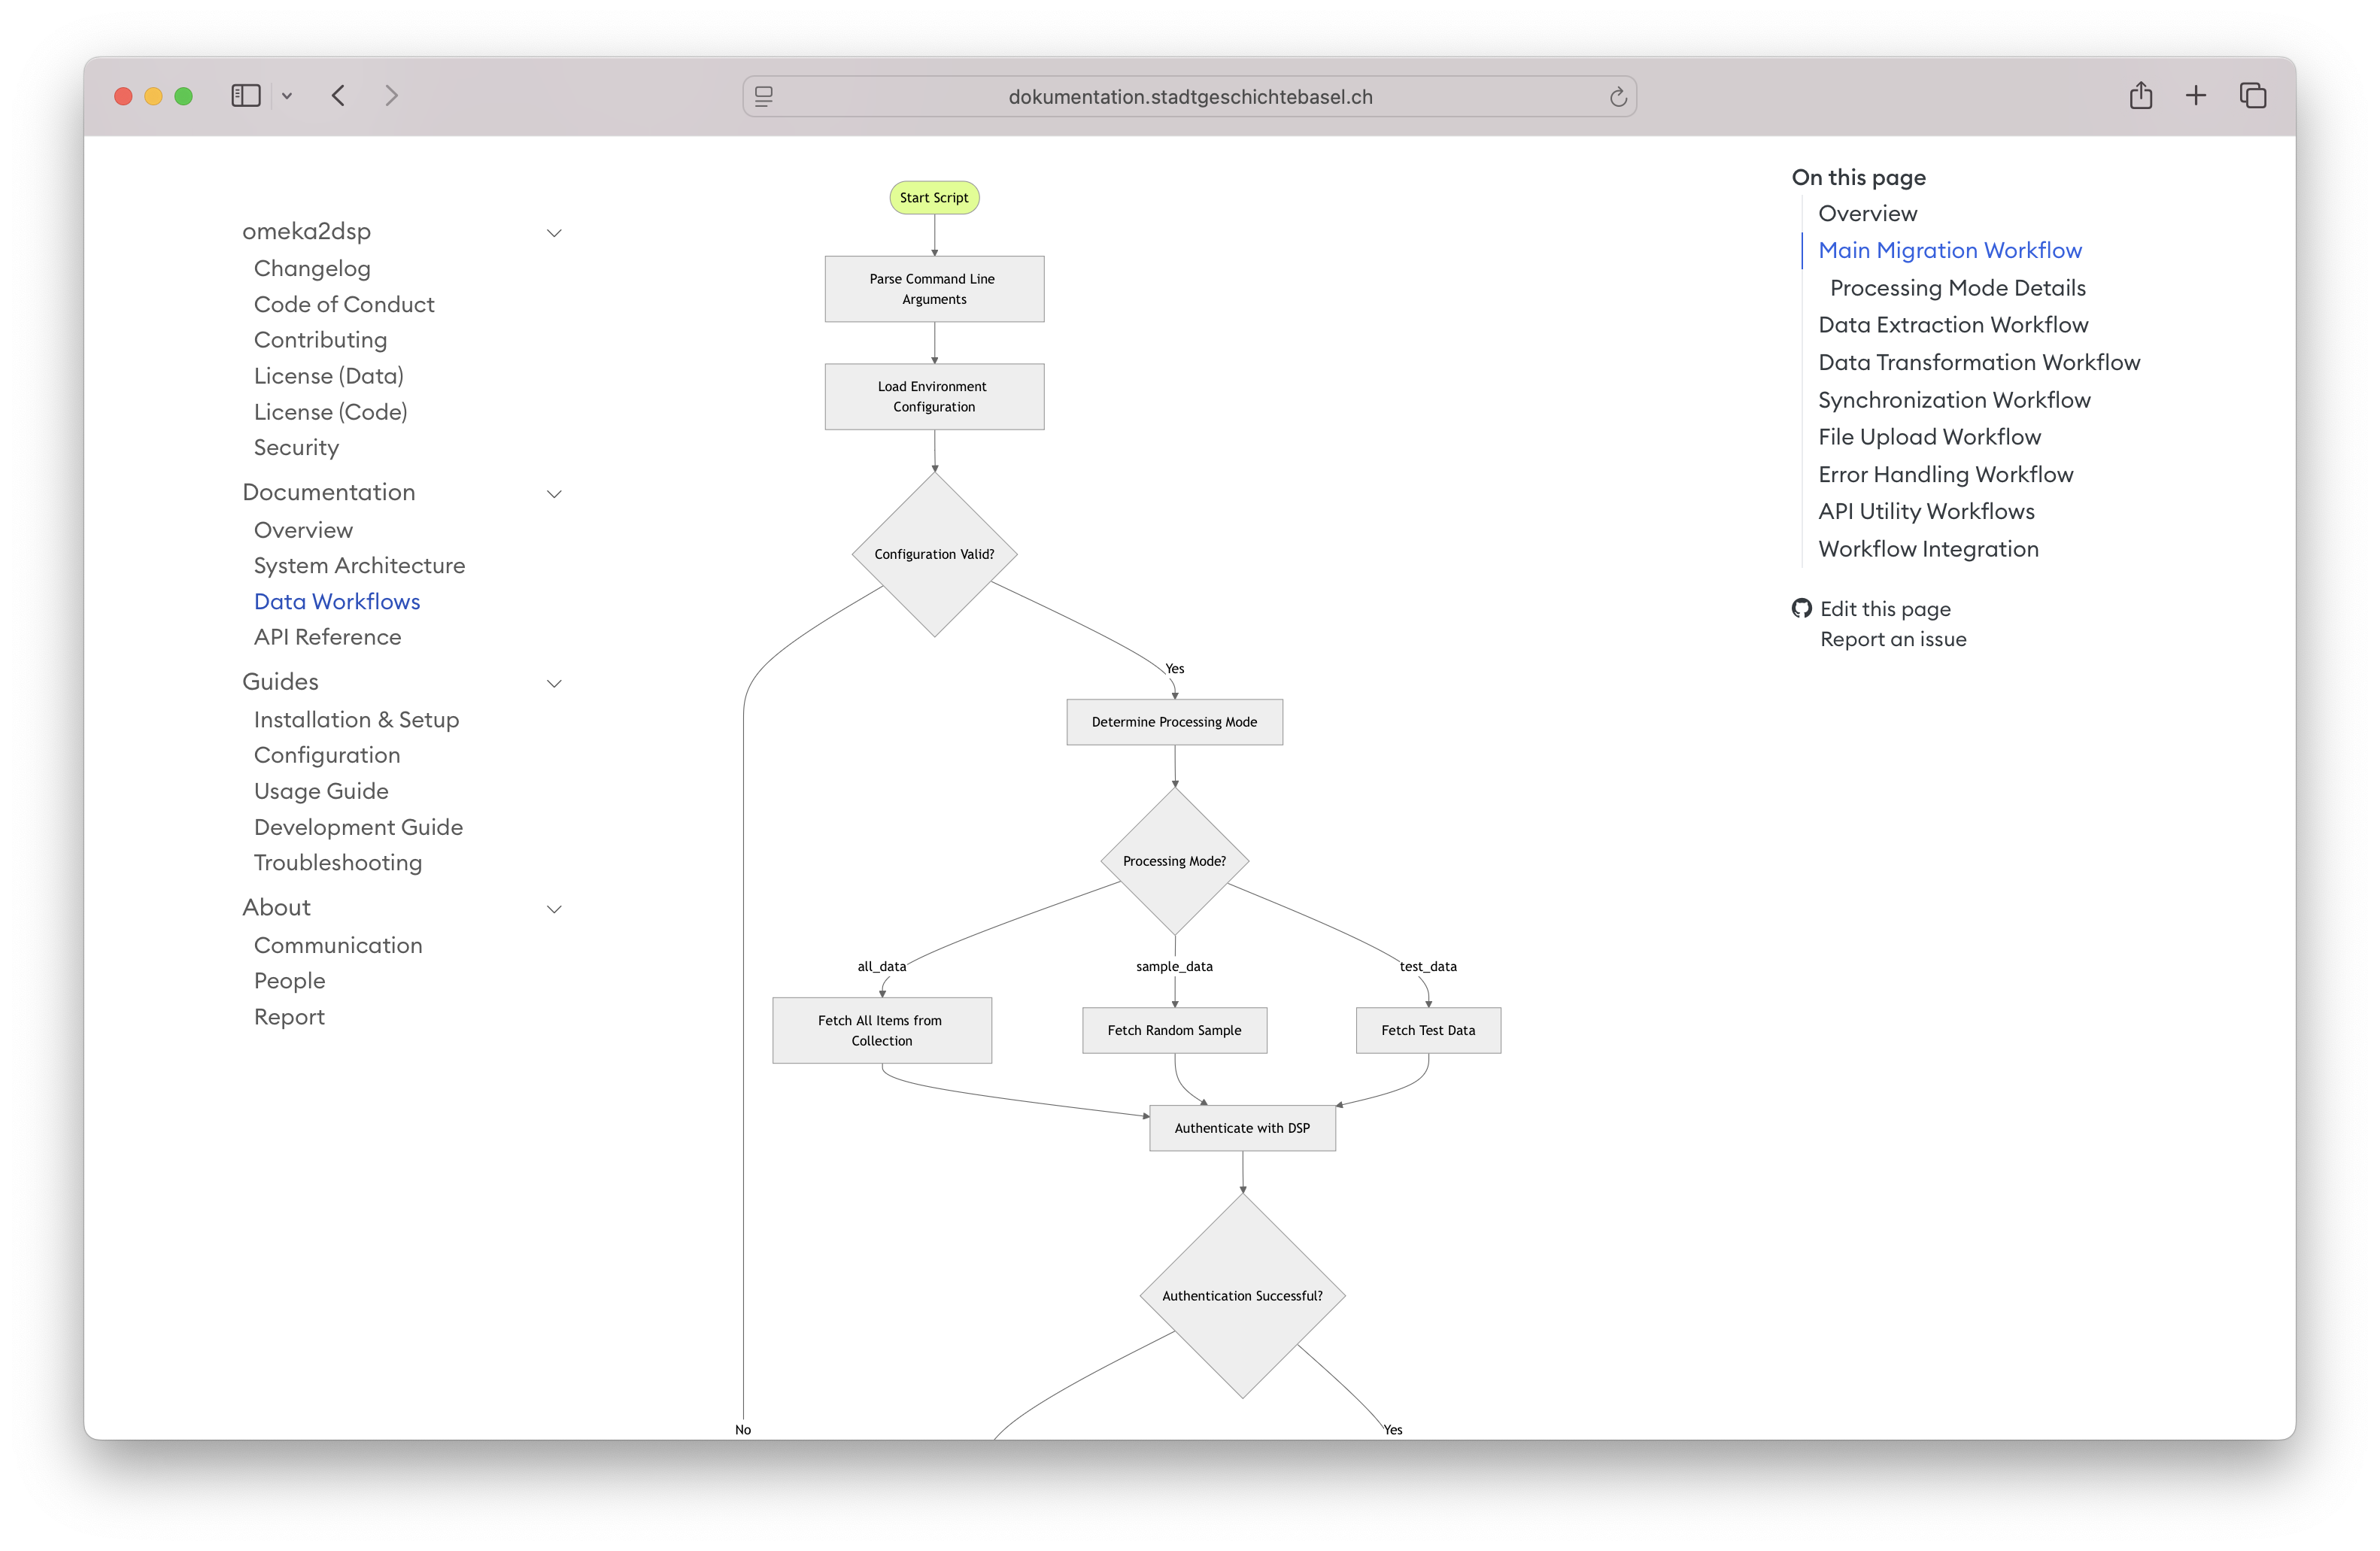 dokumentation.stadtgeschichtebasel.ch
omeka2dsp
Changelog
Code of Conduct
Contributing
License (Data)
License (Code)
Security
Documentation
Overview
System Architecture
Data Workflows
API Reference
Guides
Installation & Setup
Configuration
Usage Guide
Development Guide
Troubleshooting
About
Communication
People
Report
Start Script
Parse Command Line
Arguments
Load Environment
Configuration
Configuration Valid?
Yes
Determine Processing Mode
Processing Mode?
all_data
sample_data
test_data
Fetch All Items from
Collection
Fetch Random Sample
Fetch Test Data
Authenticate with DSP
Authentication Successful?
No
Yes
On this page
Overview
Main Migration Workflow
Processing Mode Details
Data Extraction Workflow
Data Transformation Workflow
Synchronization Workflow
File Upload Workflow
Error Handling Workflow
API Utility Workflows
Workflow Integration
Edit this page
Report an issue